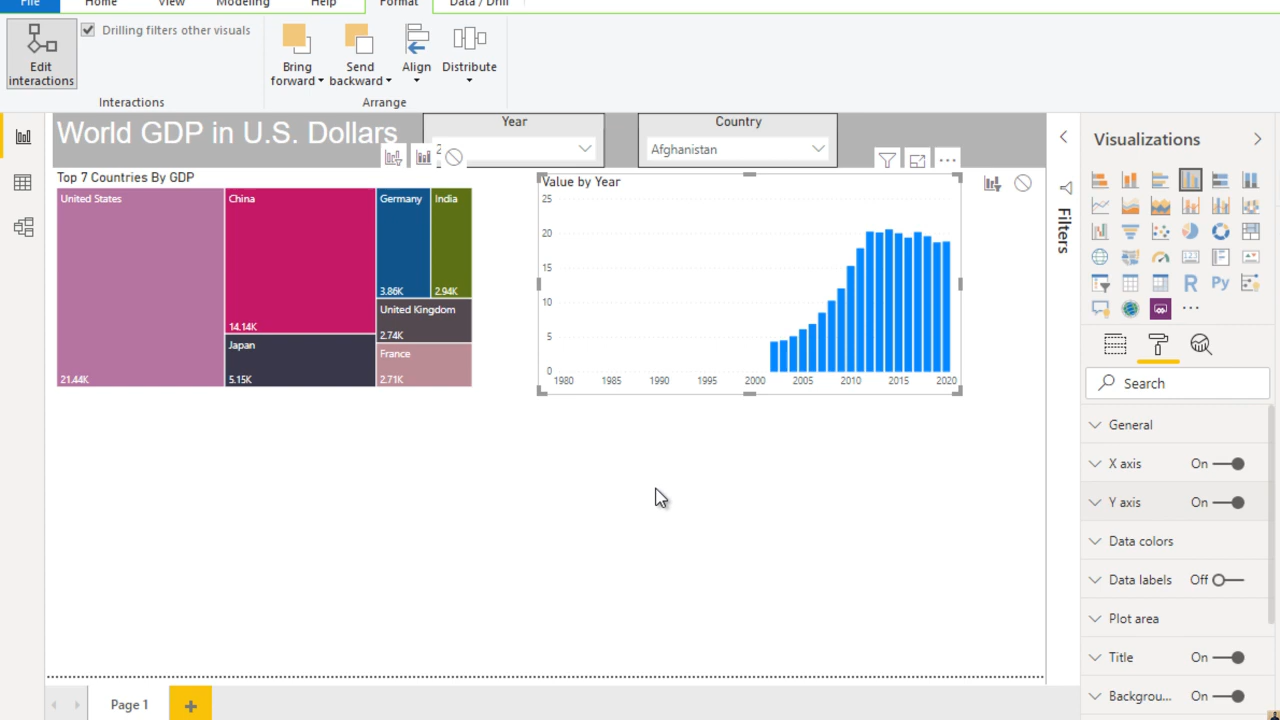 File Home View Modeling Help Format Data / Drill
Drilling filters other visuals
Edit interactions
Bring forward
Send backward
Align
Distribute
Interactions
Arrange
World GDP in U.S. Dollars
Year
2
Country
Afghanistan
Top 7 Countries By GDP
United States
21.44K
China
14.14K
Japan
5.15K
Germany
3.86K
India
2.94K
United Kingdom
2.74K
France
2.71K
Value by Year
25
20
15
10
5
0
1980 1985 1990 1995 2000 2005 2010 2015 2020
Filters
Visualizations
R Py
Search
General
X axis On
Y axis On
Data colors
Data labels Off
Plot area
Title On
Backgrou... On
Page 1